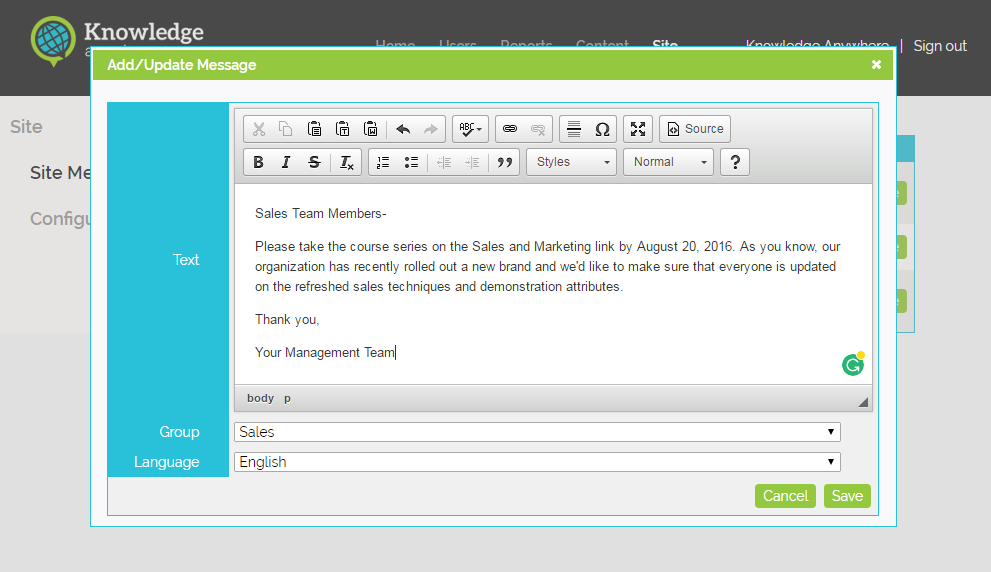 Knowledge
Home Users Reports Content Site Knowledge Anywhere | Sign out
Add/Update Message
Site
Site Me
Configu
Source
Styles Normal ?
Text
Sales Team Members-
Please take the course series on the Sales and Marketing link by August 20, 2016. As you know, our
organization has recently rolled out a new brand and we'd like to make sure that everyone is updated
on the refreshed sales techniques and demonstration attributes.
Thank you,
Your Management Team
body p
Group Sales
Language English
Cancel Save